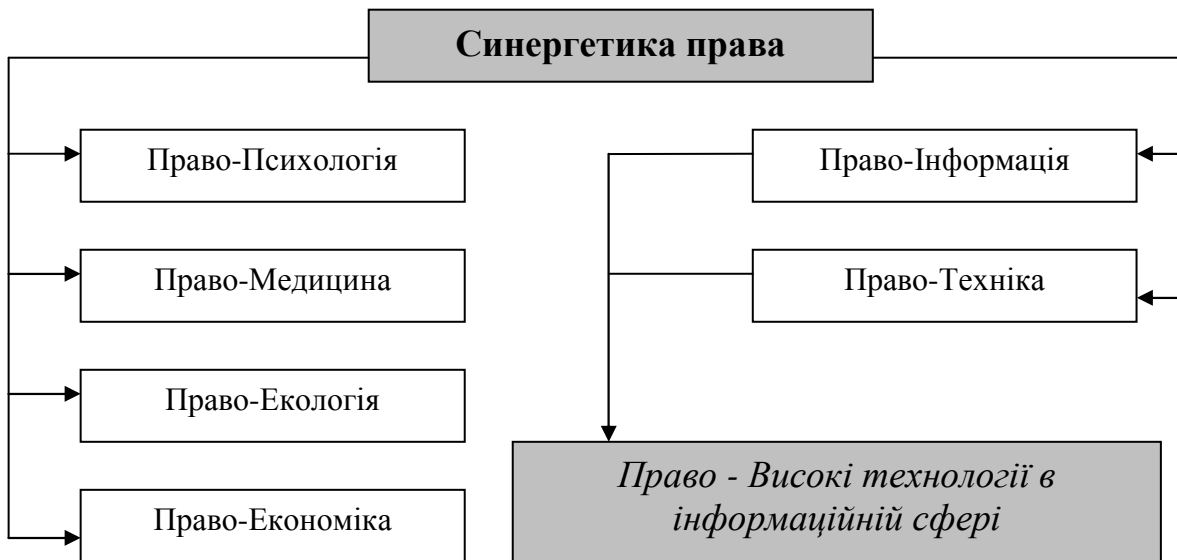 Синергетика права
Право-Психологія
Право-Інформація
Право-Медицина
Право-Техніка
Право-Екологія
Право - Високі технології в
інформаційній сфері
Право-Економіка